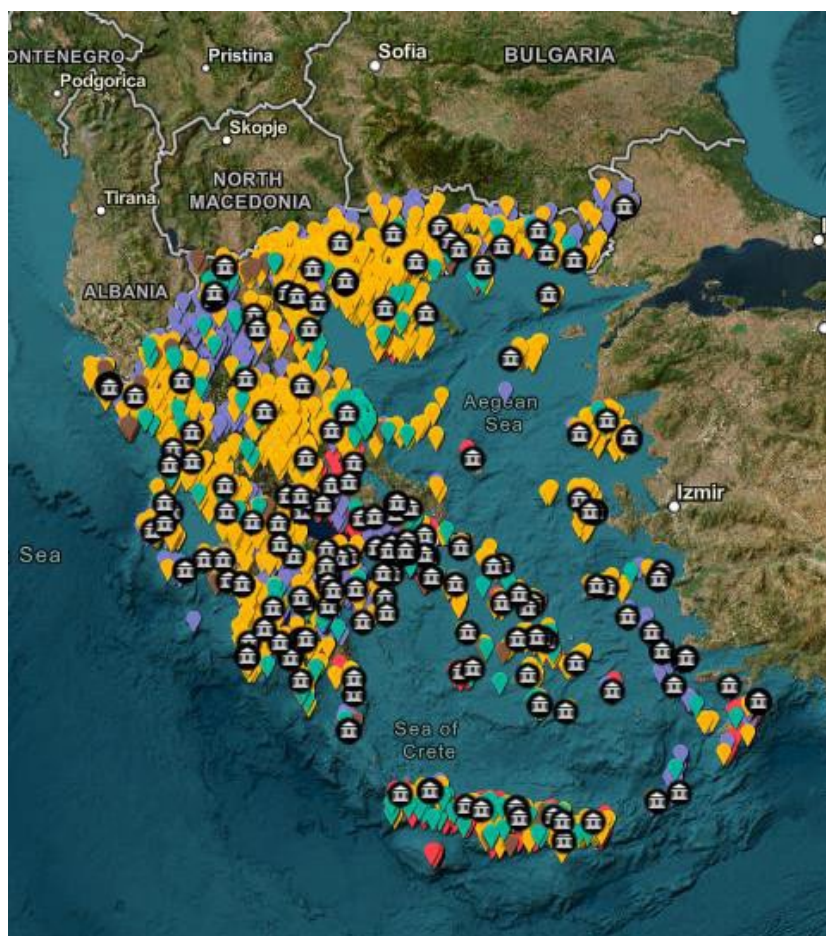 Pristina
Sofia
BULGARIA
ONTENEGRO
Podgorica
Skopje
NORTH
MACEDONIA
Tirana
ALBANIA
Aegean
Sea
Izmir
Sea
Sea of
Crete